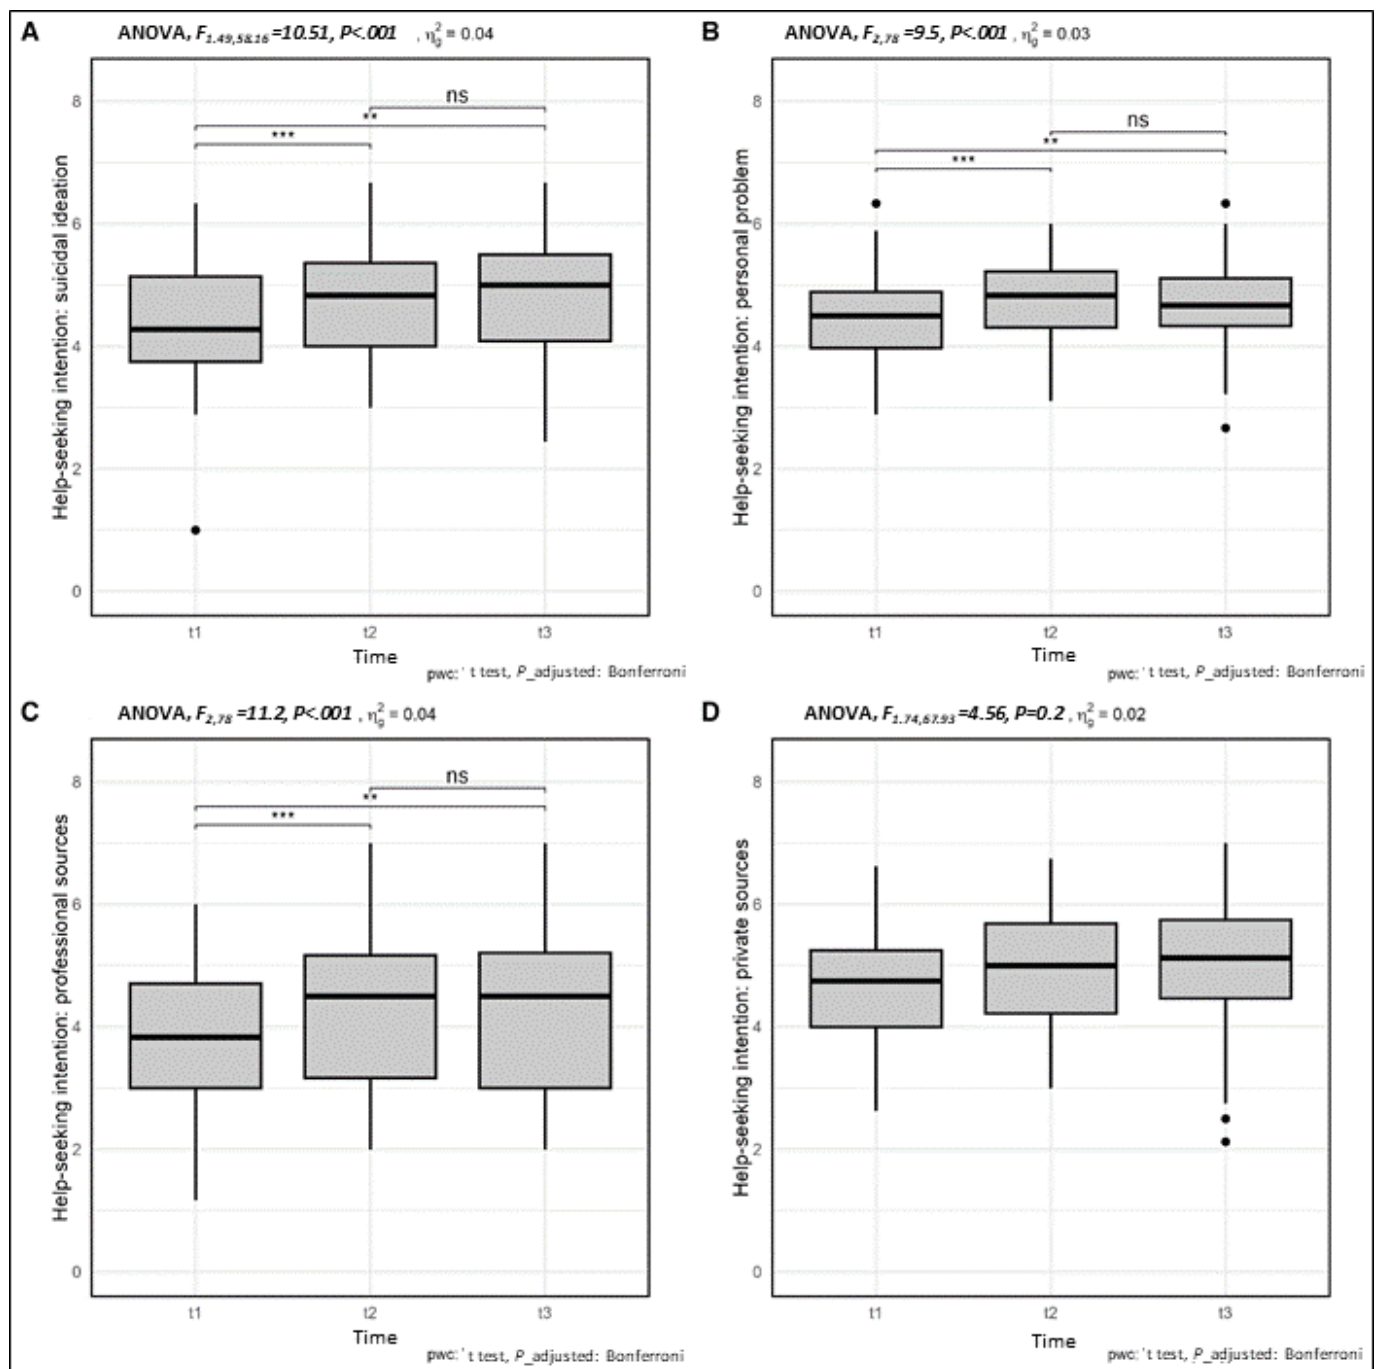 A ANOVA, F1.49,58.16 =10.51, P<.001 , η²g = 0.04
Help-seeking intention: suicidal ideation
8
6
4
2
0
ns
**
***
t1 t2 t3
Time
pwc: ' t test, P_adjusted: Bonferroni
B ANOVA, F2,78 =9.5, P<.001 , η²g = 0.03
Help-seeking intention: personal problem
8
6
4
2
0
ns
**
***
t1 t2 t3
Time
pwc: ' t test, P_adjusted: Bonferroni
C ANOVA, F2,78 =11.2, P<.001 , η²g = 0.04
Help-seeking intention: professional sources
8
6
4
2
0
ns
**
***
t1 t2 t3
Time
pwc: ' t test, P_adjusted: Bonferroni
D ANOVA, F1.74,67.93 =4.56, P=0.2 , η²g = 0.02
Help-seeking intention: private sources
8
6
4
2
0
t1 t2 t3
Time
pwc: ' t test, P_adjusted: Bonferroni